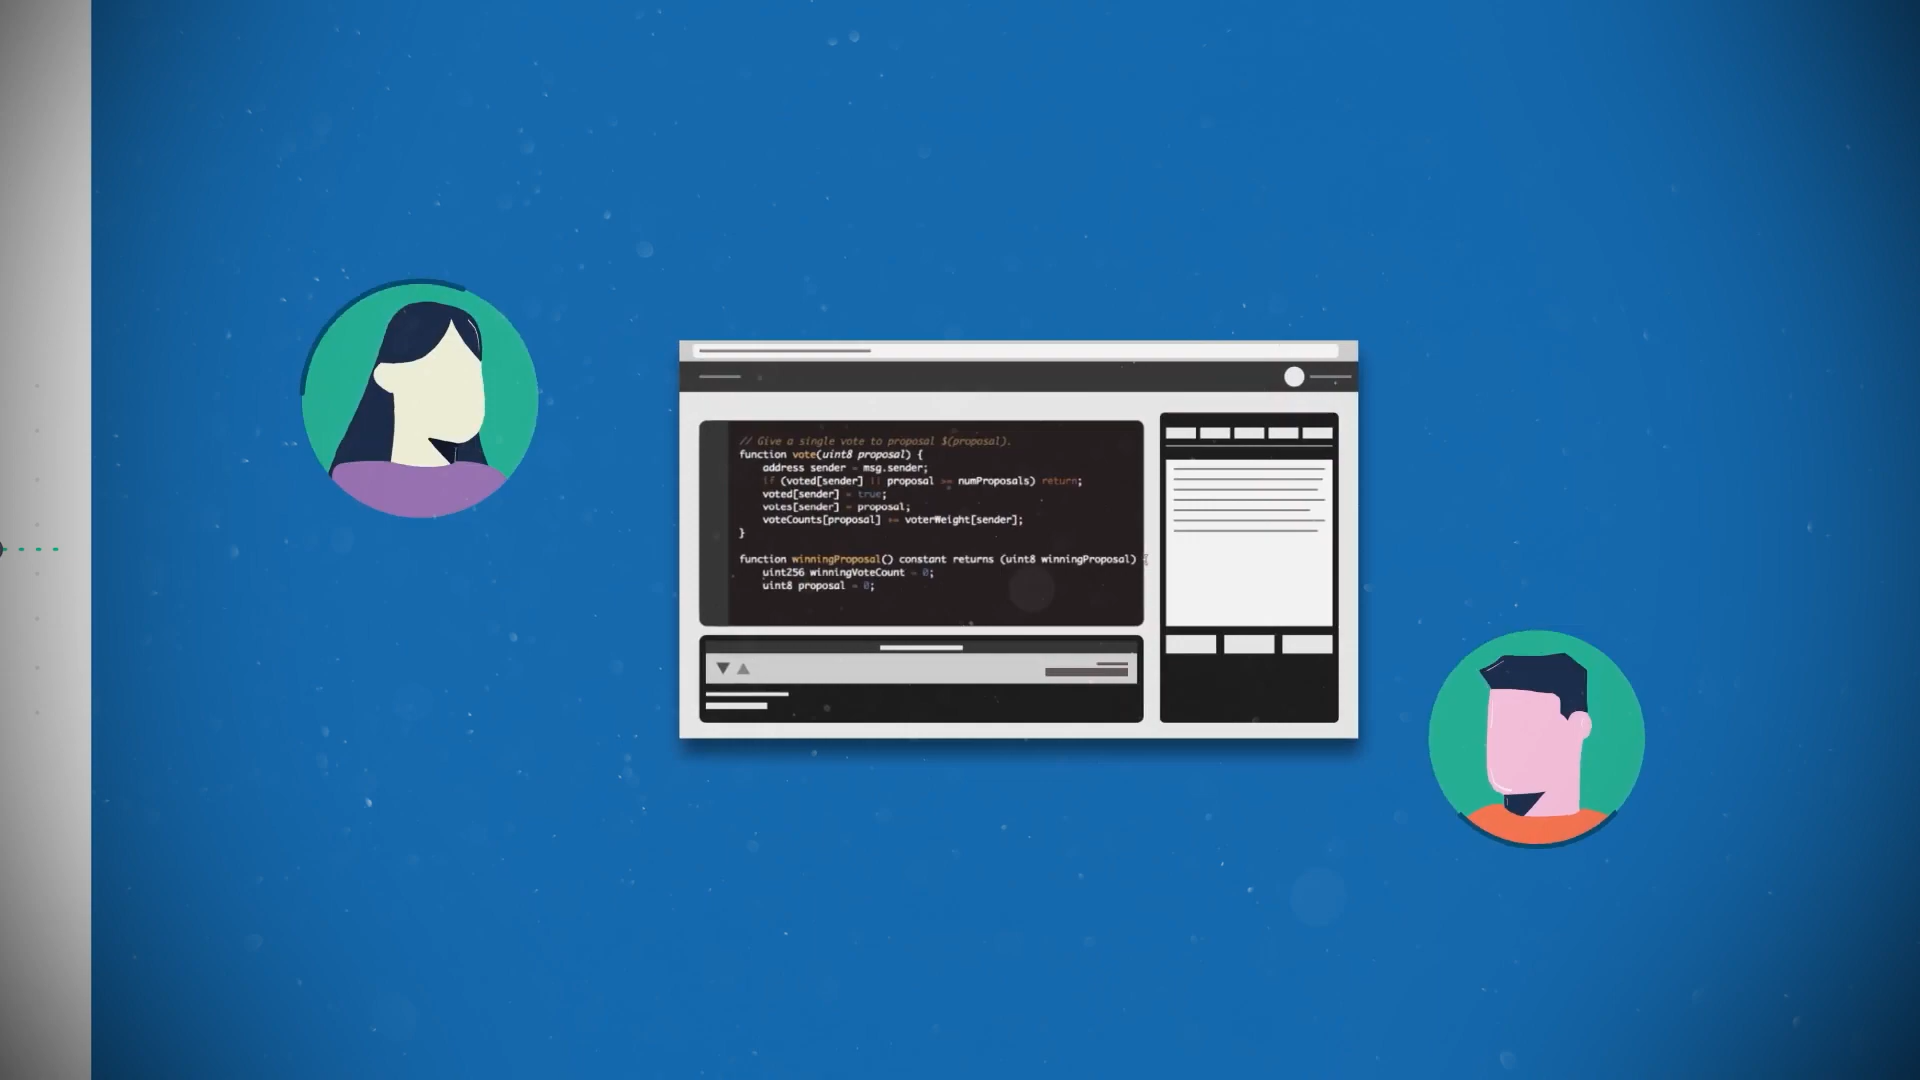 // Give a single vote to proposal $(proposal).
function vote(uint8 proposal) {
address sender = msg.sender;
if (voted[sender] || proposal >= numProposals) return;
voted[sender] = true;
votes[sender] = proposal;
voteCounts[proposal] += voterWeight[sender];
}
function winningProposal() constant returns (uint8 winningProposal) {
uint256 winningVoteCount = 0;
uint8 proposal = 0;